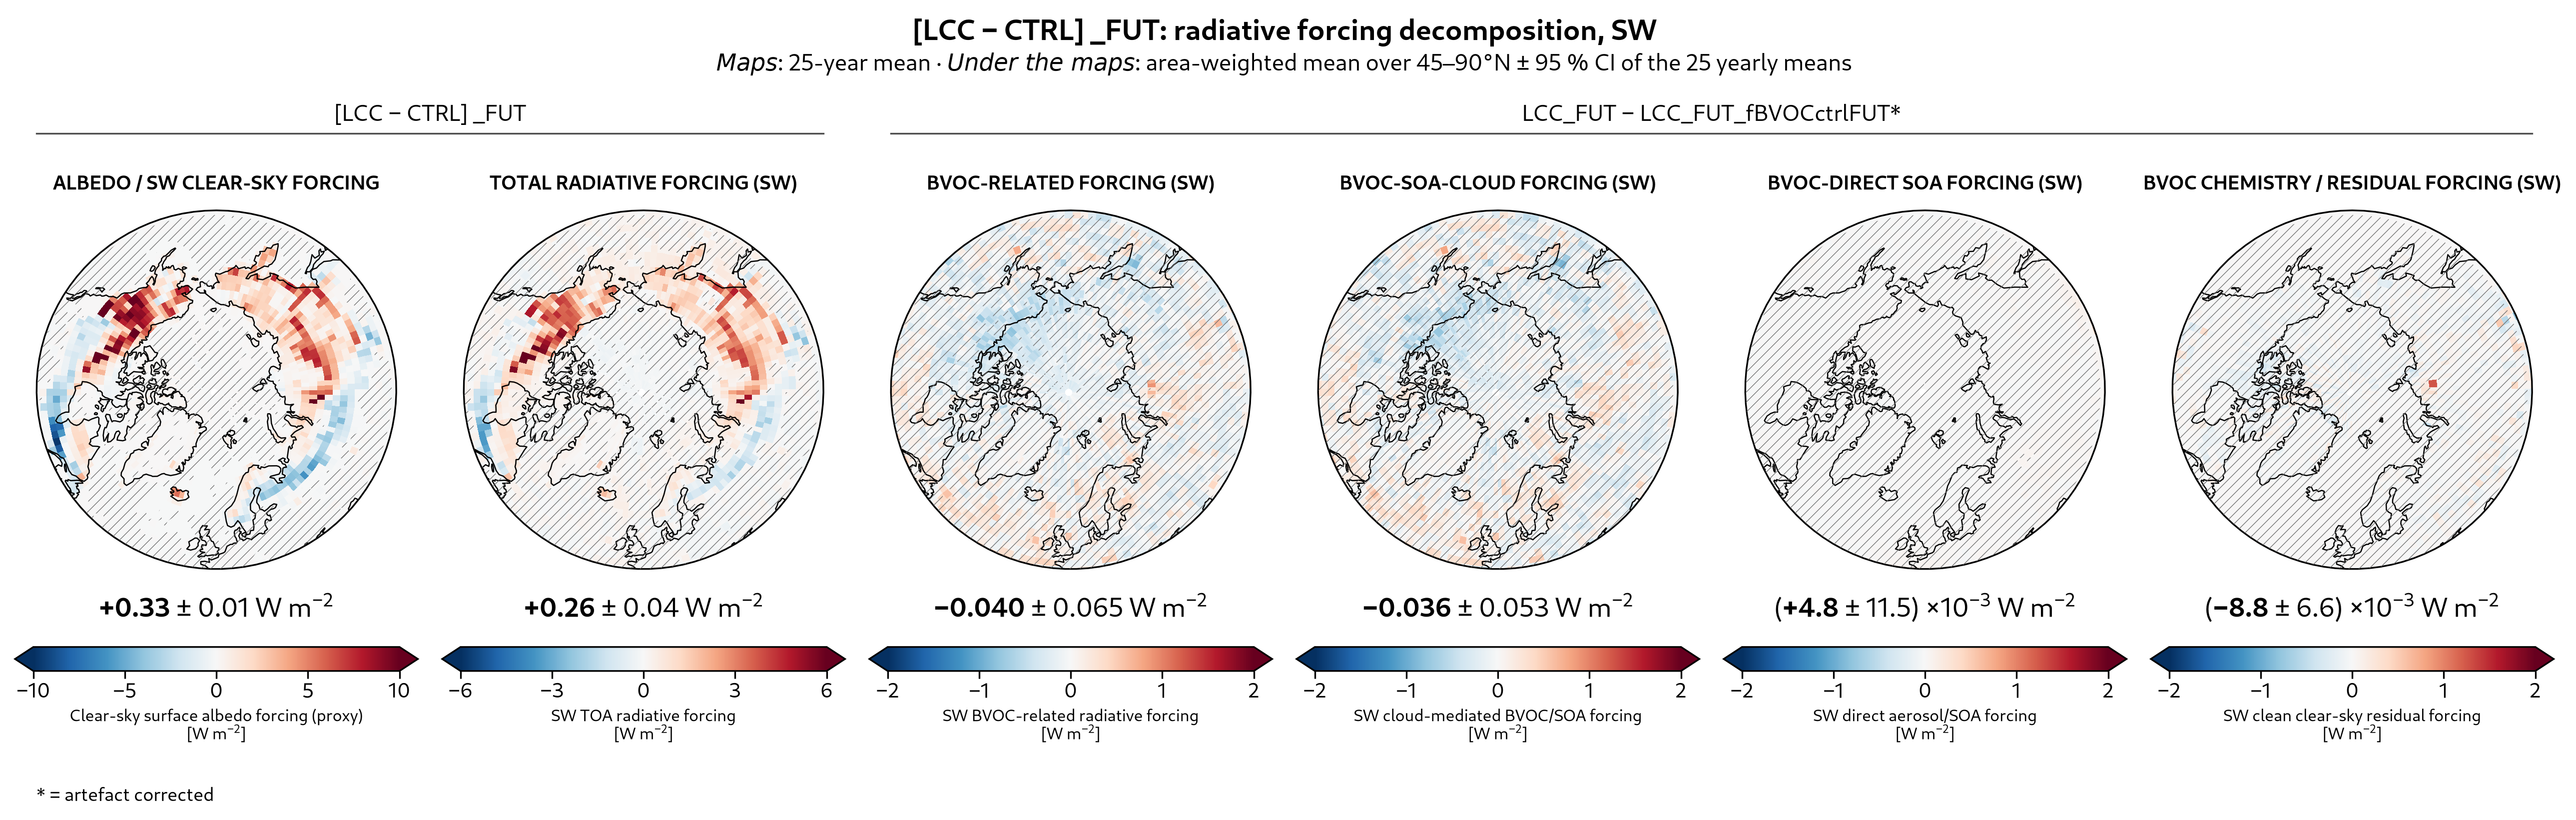 [LCC − CTRL] _FUT: radiative forcing decomposition, SW
Maps: 25-year mean · Under the maps: area-weighted mean over 45–90°N ± 95 % CI of the 25 yearly means
[LCC − CTRL] _FUT
LCC_FUT − LCC_FUT_fBVOCctrlFUT*
ALBEDO / SW CLEAR-SKY FORCING
TOTAL RADIATIVE FORCING (SW)
BVOC-RELATED FORCING (SW)
BVOC-SOA-CLOUD FORCING (SW)
BVOC-DIRECT SOA FORCING (SW)
BVOC CHEMISTRY / RESIDUAL FORCING (SW)
+0.33 ± 0.01 W m⁻²
+0.26 ± 0.04 W m⁻²
−0.040 ± 0.065 W m⁻²
−0.036 ± 0.053 W m⁻²
(+4.8 ± 11.5) ×10⁻³ W m⁻²
(−8.8 ± 6.6) ×10⁻³ W m⁻²
−10 −5 0 5 10
−6 −3 0 3 6
−2 −1 0 1 2
−2 −1 0 1 2
−2 −1 0 1 2
−2 −1 0 1 2
Clear-sky surface albedo forcing (proxy)
[W m⁻²]
SW TOA radiative forcing
[W m⁻²]
SW BVOC-related radiative forcing
[W m⁻²]
SW cloud-mediated BVOC/SOA forcing
[W m⁻²]
SW direct aerosol/SOA forcing
[W m⁻²]
SW clean clear-sky residual forcing
[W m⁻²]
* = artefact corrected